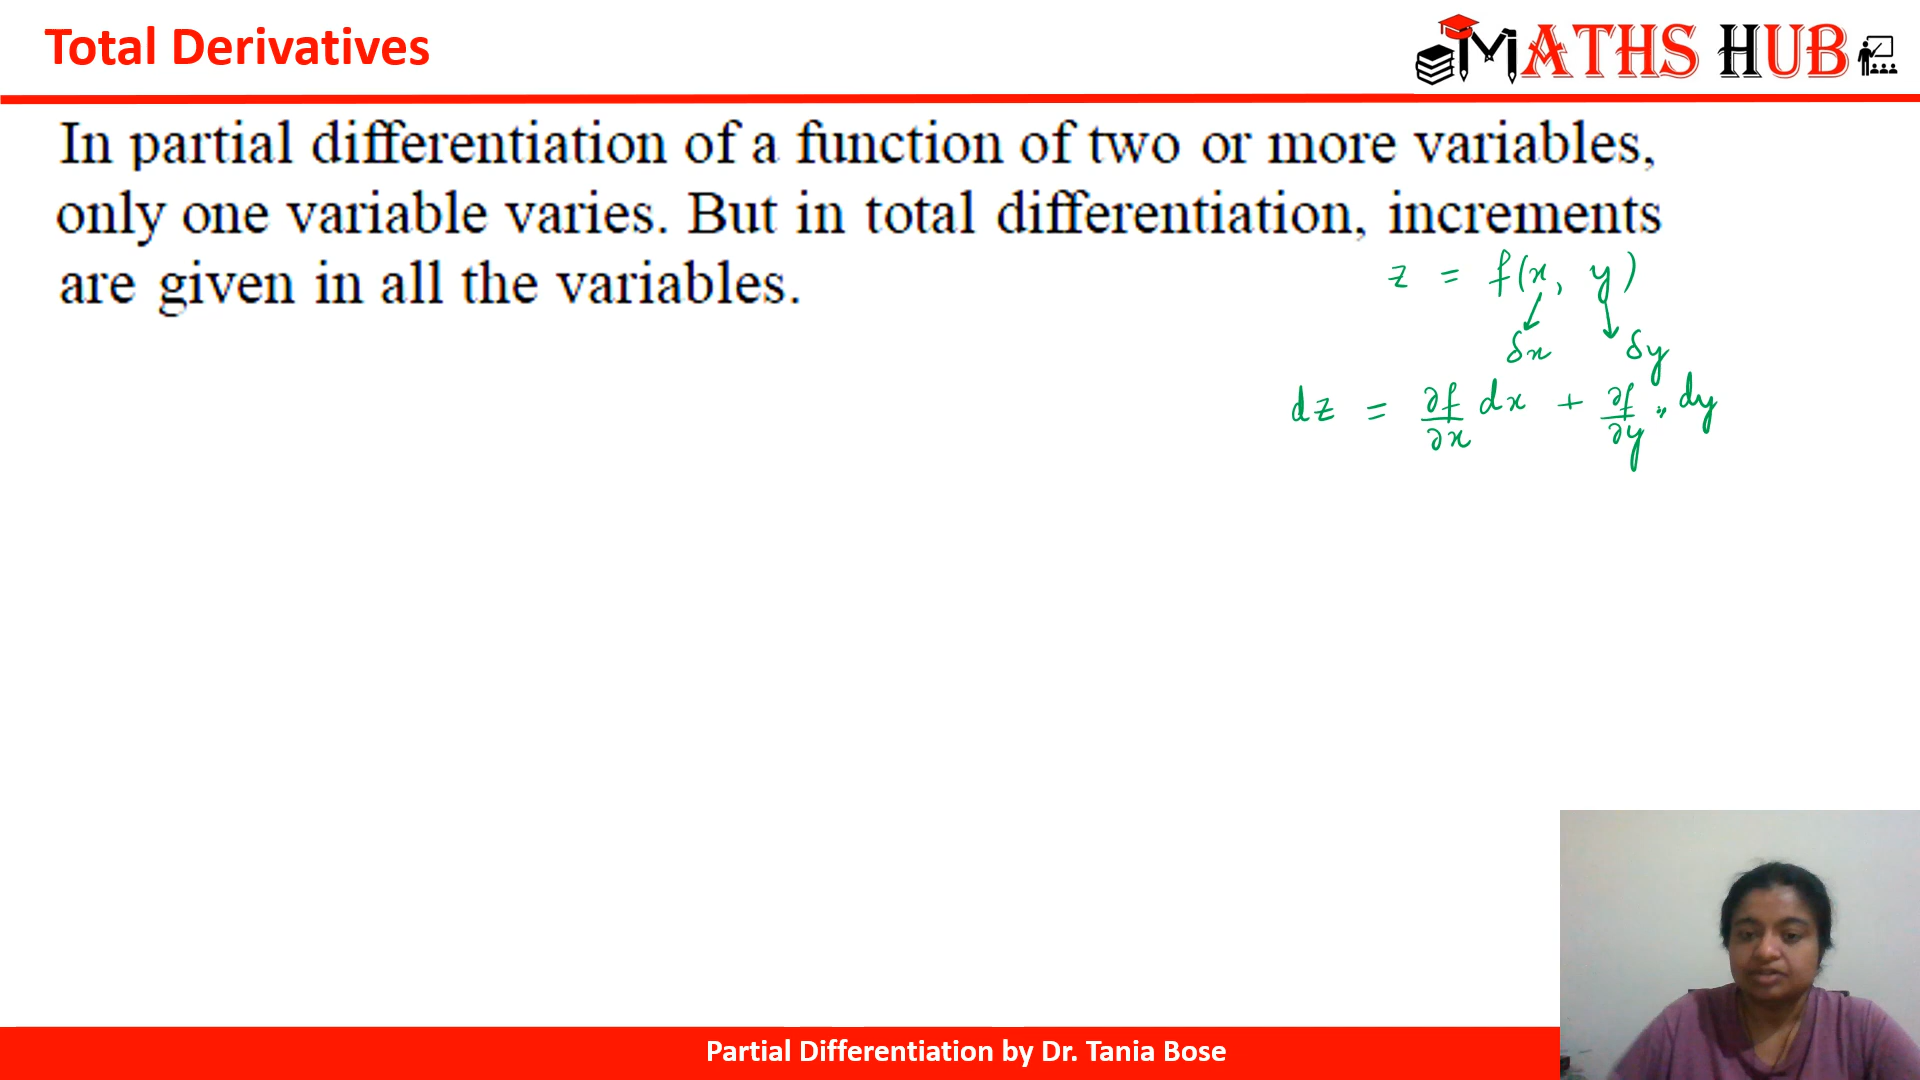 Total Derivatives
MATHS HUB
In partial differentiation of a function of two or more variables,
only one variable varies. But in total differentiation, increments
are given in all the variables.
z = f(x, y)
δx δy
dz = ∂f/∂x dx + ∂f/∂y . dy
Partial Differentiation by Dr. Tania Bose